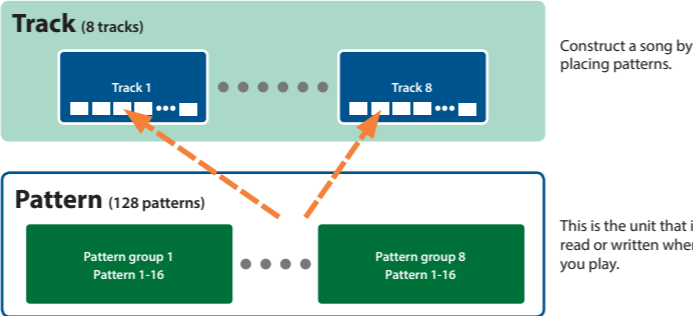 Track (8 tracks)
Construct a song by
placing patterns.
Track 1
Track 8
Pattern (128 patterns)
This is the unit that
read or written
you play.
Pattern group 1
Pattern 1-16
Pattern group 8
Pattern 1-16